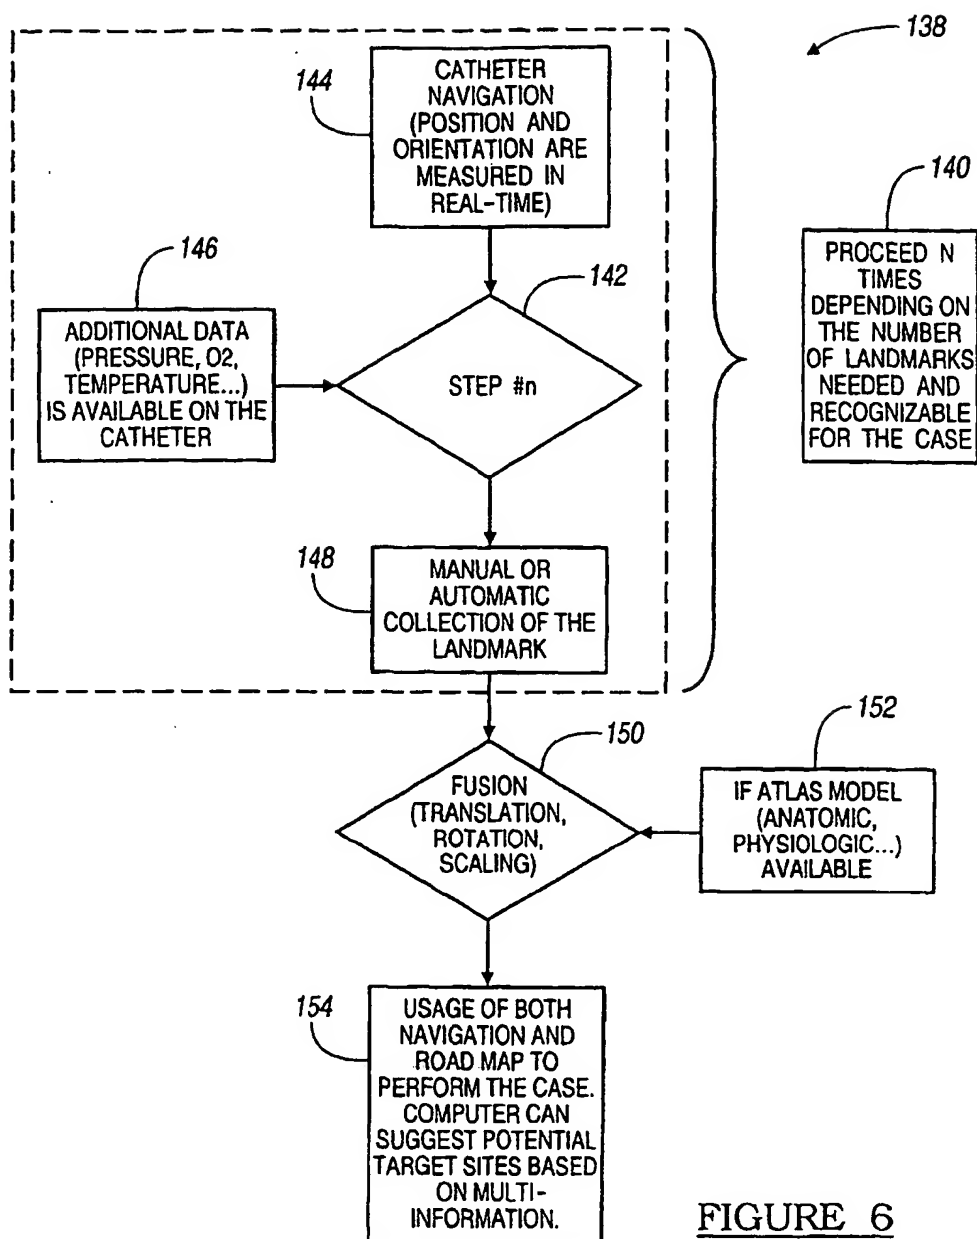 138
144
CATHETER
NAVIGATION
(POSITION AND
ORIENTATION ARE
MEASURED IN
REAL-TIME)
140
PROCEED N
TIMES
DEPENDING ON
THE NUMBER
OF LANDMARKS
NEEDED AND
RECOGNIZABLE
FOR THE CASE
146
ADDITIONAL DATA
(PRESSURE, O2,
TEMPERATURE...)
IS AVAILABLE ON THE
CATHETER
142
STEP #n
148
MANUAL OR
AUTOMATIC
COLLECTION OF THE
LANDMARK
150
FUSION
(TRANSLATION,
ROTATION,
SCALING)
152
IF ATLAS MODEL
(ANATOMIC,
PHYSIOLOGIC...)
AVAILABLE
154
USAGE OF BOTH
NAVIGATION AND
ROAD MAP TO
PERFORM THE CASE.
COMPUTER CAN
SUGGEST POTENTIAL
TARGET SITES BASED
ON MULTI-
INFORMATION.
FIGURE 6